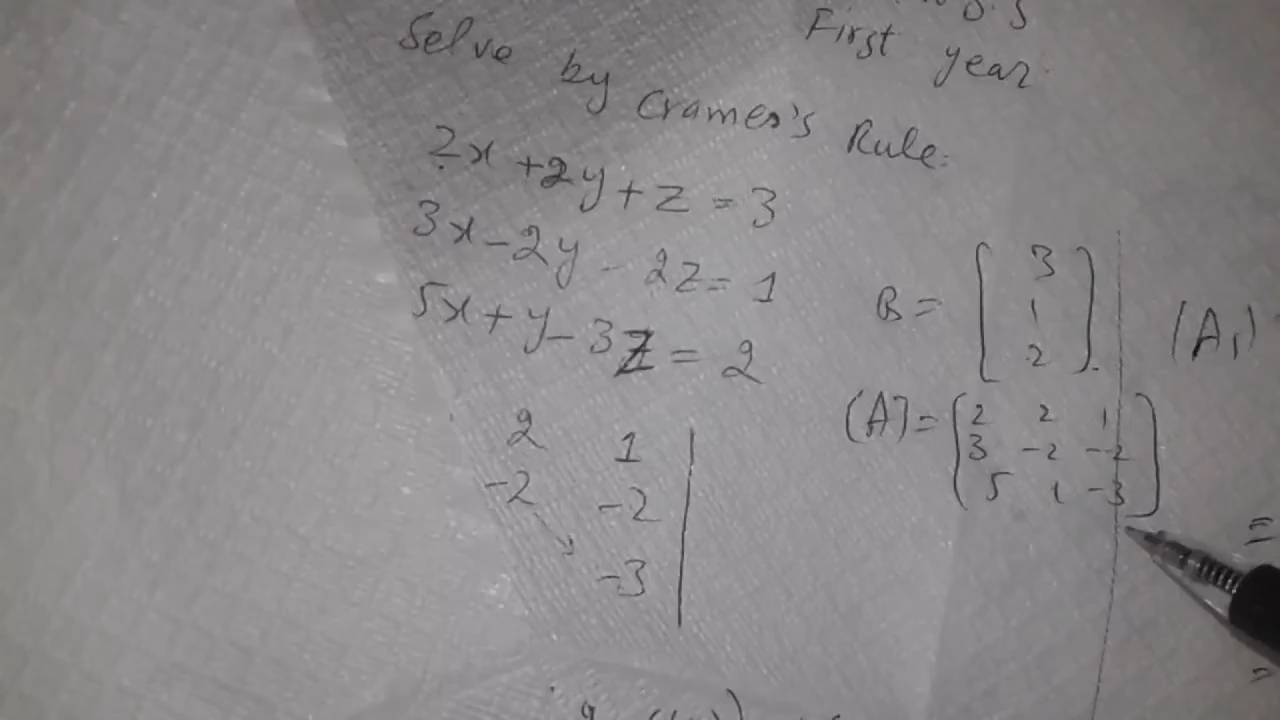 First year
Solve by Cramer's Rule:
2x + 2y + z = 3
3x - 2y - 2z = 1
5x + y - 3z = 2
B = [ 3
1
2 ]
(A1)
(A] = [ 2 2 1
3 -2 -2
5 1 -3 ]
2 1
-2 -2
-3
=
=